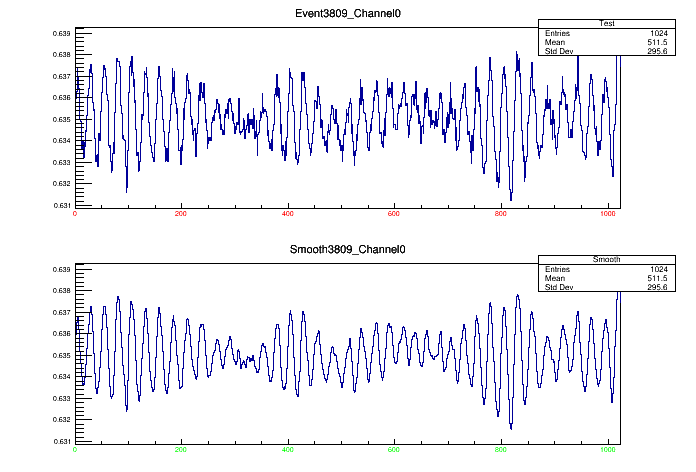 Event3809_Channel0
Test
Entries 1024
Mean 511.5
Std Dev 295.6
0.639
0.638
0.637
0.636
0.635
0.634
0.633
0.632
0.631
0 200 400 600 800 1000
Smooth3809_Channel0
Smooth
Entries 1024
Mean 511.5
Std Dev 295.6
0.639
0.638
0.637
0.636
0.635
0.634
0.633
0.632
0.631
0 200 400 600 800 1000